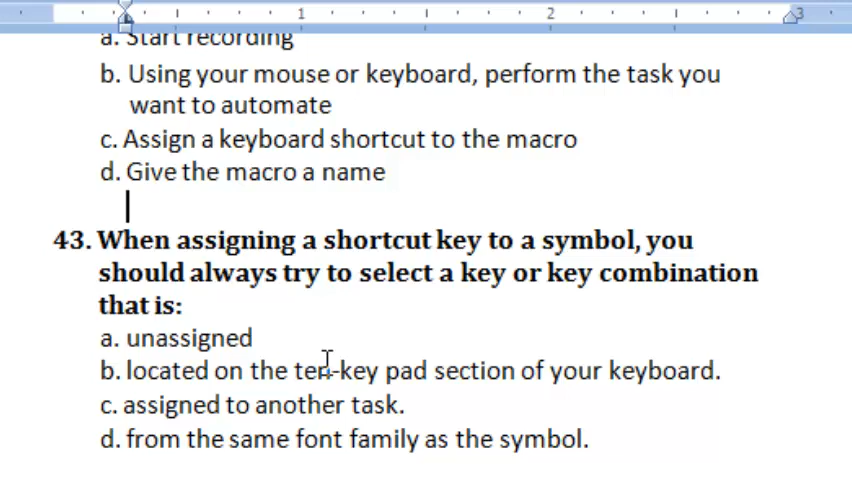 1 2 3
a. Start recording
b. Using your mouse or keyboard, perform the task you
want to automate
c. Assign a keyboard shortcut to the macro
d. Give the macro a name
43. When assigning a shortcut key to a symbol, you
should always try to select a key or key combination
that is:
a. unassigned
b. located on the ten-key pad section of your keyboard.
c. assigned to another task.
d. from the same font family as the symbol.